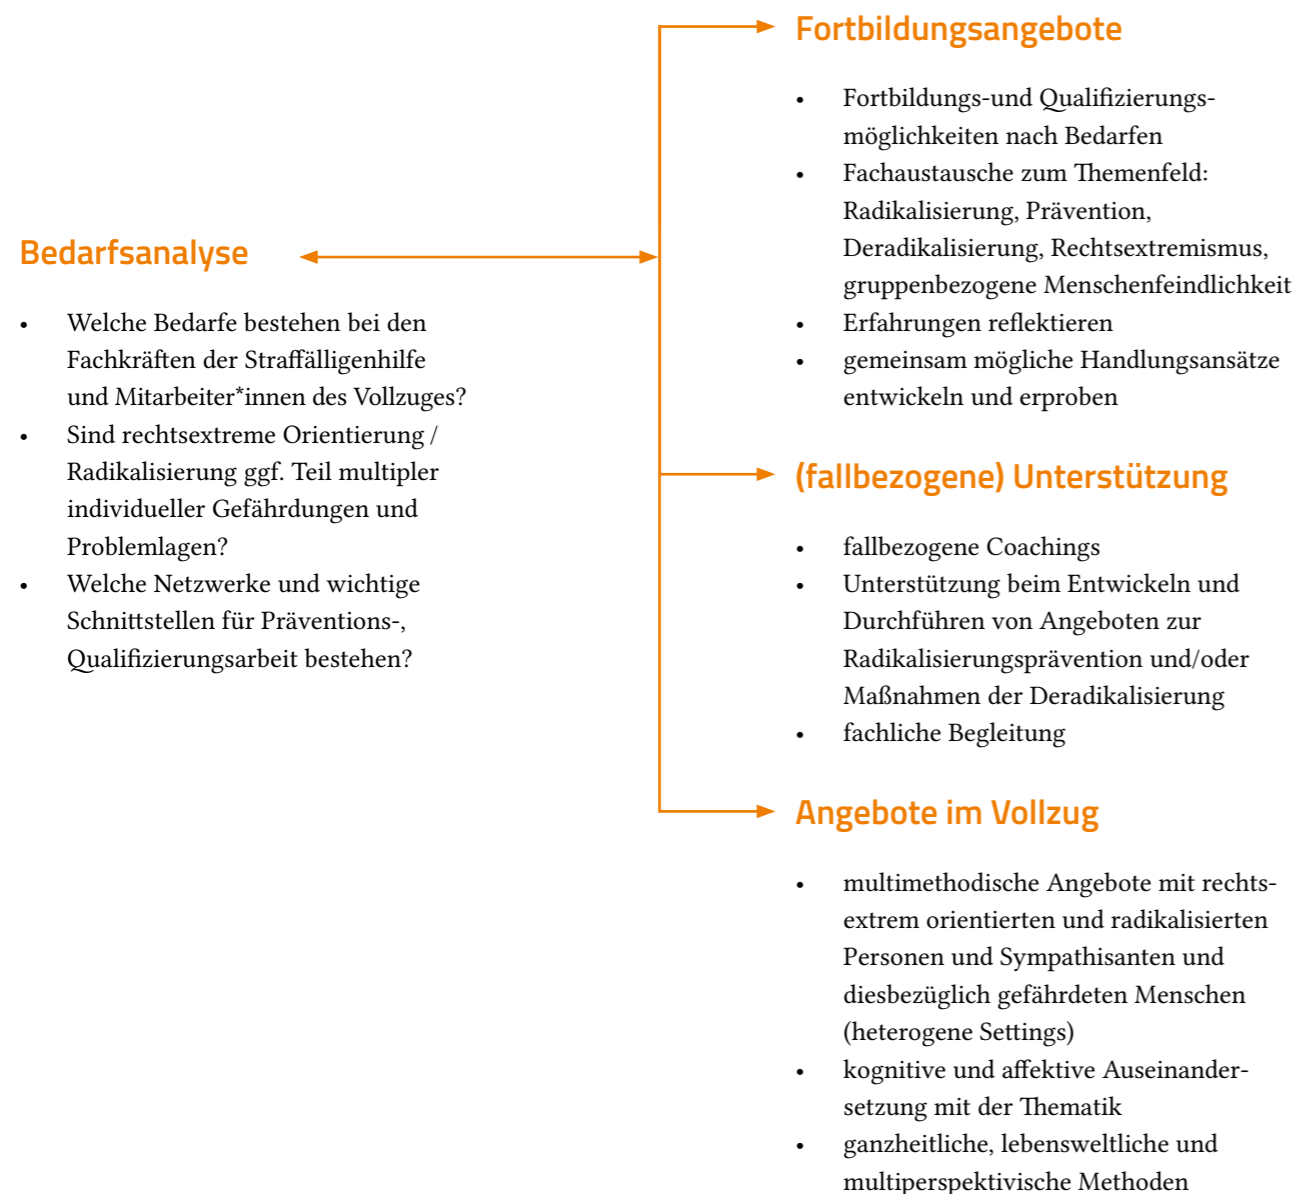 Bedarfsanalyse
• Welche Bedarfe bestehen bei den
Fachkräften der Straffälligenhilfe
und Mitarbeiter*innen des Vollzuges?
• Sind rechtsextreme Orientierung /
Radikalisierung ggf. Teil multipler
individueller Gefährdungen und
Problemlagen?
• Welche Netzwerke und wichtige
Schnittstellen für Präventions-,
Qualifizierungsarbeit bestehen?
Fortbildungsangebote
• Fortbildungs-und Qualifizierungs-
möglichkeiten nach Bedarfen
• Fachaustausche zum Themenfeld:
Radikalisierung, Prävention,
Deradikalisierung, Rechtsextremismus,
gruppenbezogene Menschenfeindlichkeit
• Erfahrungen reflektieren
• gemeinsam mögliche Handlungsansätze
entwickeln und erproben
(fallbezogene) Unterstützung
• fallbezogene Coachings
• Unterstützung beim Entwickeln und
Durchführen von Angeboten zur
Radikalisierungsprävention und/oder
Maßnahmen der Deradikalisierung
• fachliche Begleitung
Angebote im Vollzug
• multimethodische Angebote mit rechts-
extrem orientierten und radikalisierten
Personen und Sympathisanten und
diesbezüglich gefährdeten Menschen
(heterogene Settings)
• kognitive und affektive Auseinander-
setzung mit der Thematik
• ganzheitliche, lebensweltliche und
multiperspektivische Methoden